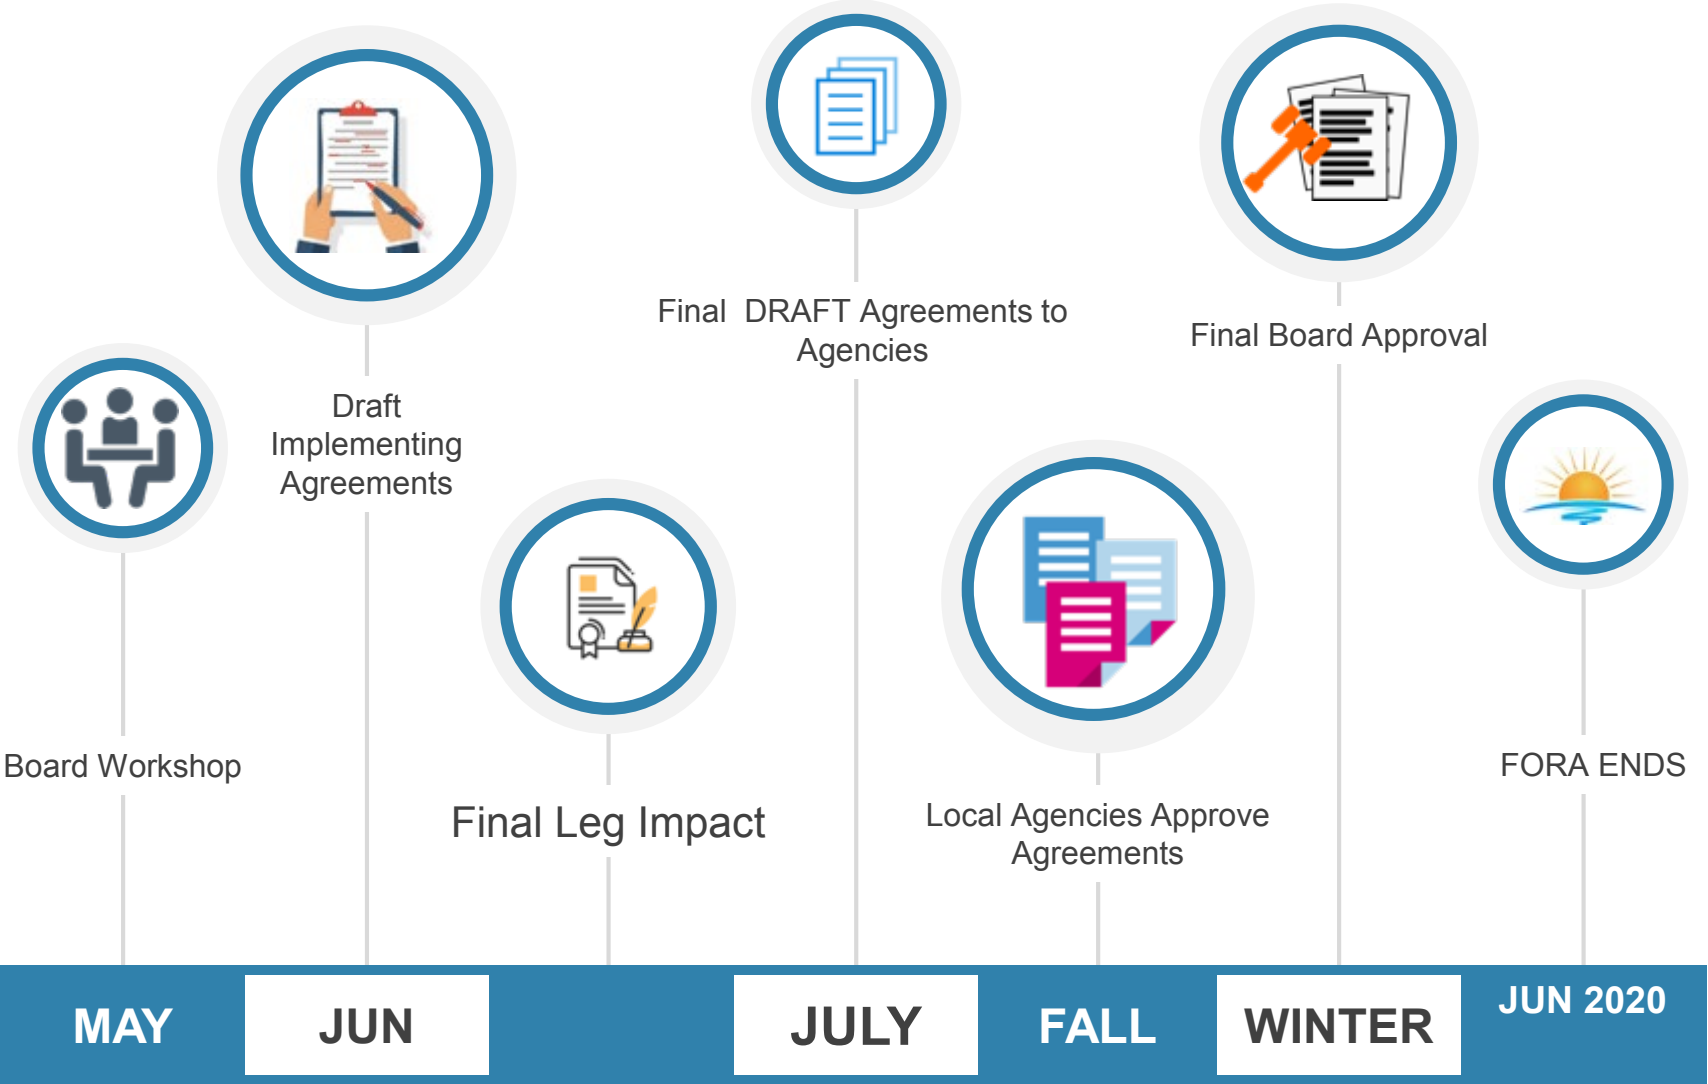 Board Workshop
Draft
Implementing
Agreements
Final Leg Impact
Final  DRAFT Agreements to
Agencies
Local Agencies Approve
Agreements
Final Board Approval
FORA ENDS
MAY
JUN
JULY
FALL
WINTER
JUN 2020